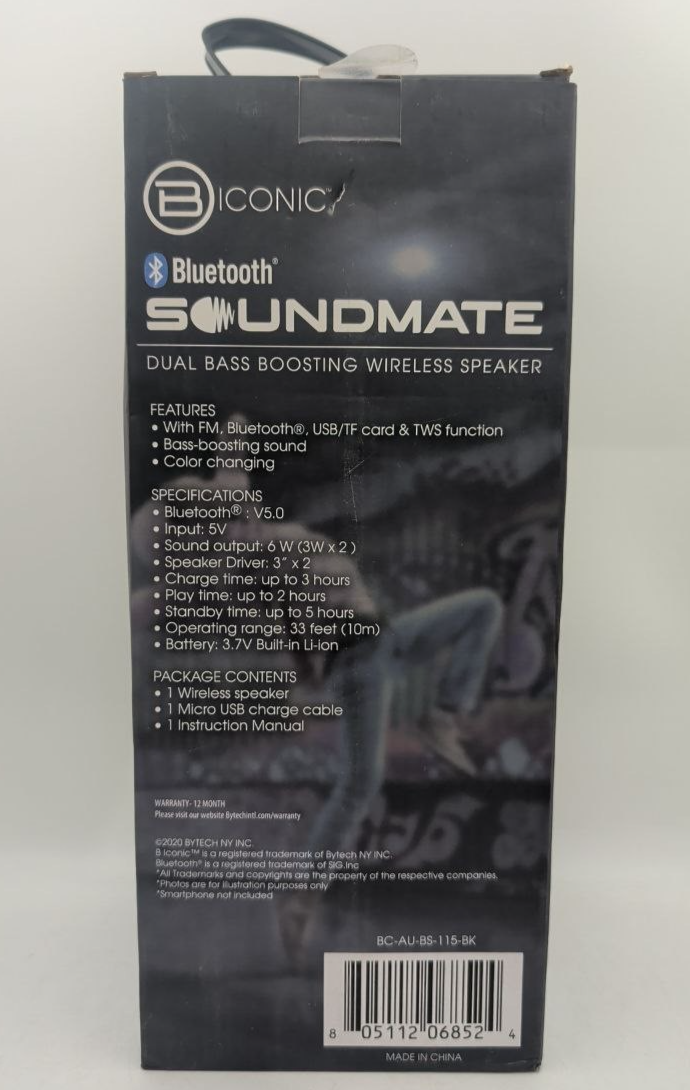 B ICONIC™
Bluetooth®
SOUNDMATE
DUAL BASS BOOSTING WIRELESS SPEAKER
FEATURES
• With FM, Bluetooth®, USB/TF card & TWS function
• Bass-boosting sound
• Color changing
SPECIFICATIONS
• Bluetooth® : V5.0
• Input: 5V
• Sound output: 6 W (3W x 2 )
• Speaker Driver: 3″ x 2
• Charge time: up to 3 hours
• Play time: up to 2 hours
• Standby time: up to 5 hours
• Operating range: 33 feet (10m)
• Battery: 3.7V Built-in Li-ion
PACKAGE CONTENTS
• 1 Wireless speaker
• 1 Micro USB charge cable
• 1 Instruction Manual
WARRANTY- 12 MONTH
Please visit our website Bytechintl.com/warranty
©2020 BYTECH NY INC.
B iconic™ is a registered trademark of Bytech NY INC.
Bluetooth® is a registered trademark of SIG.Inc
*All Trademarks and copyrights are the property of the respective companies.
*Photos are for illustration purposes only
*Smartphone not included
BC-AU-BS-115-BK
8 05112 06852 4
MADE IN CHINA